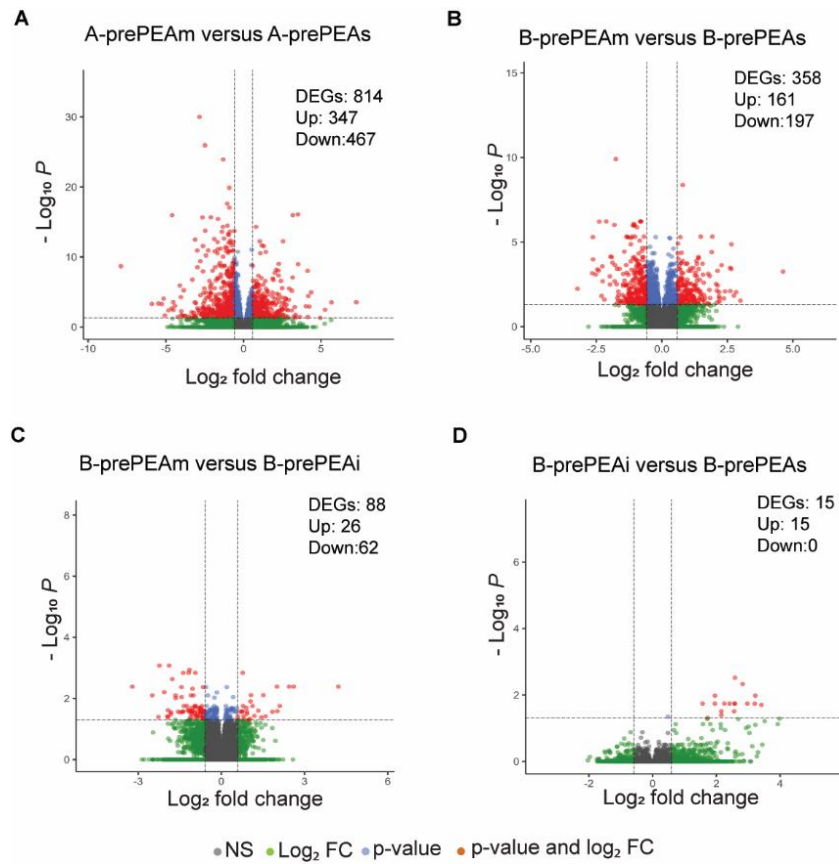 A
A-prePEAm versus A-prePEAs
DEGs: 814
Up: 347
Down:467
30
20
10
0
- Log₁₀ P
-10
-5
0
5
Log₂ fold change
B
B-prePEAm versus B-prePEAs
DEGs: 358
Up: 161
Down:197
15
10
5
0
- Log₁₀ P
-5.0
-2.5
0.0
2.5
5.0
Log₂ fold change
C
B-prePEAm versus B-prePEAi
DEGs: 88
Up: 26
Down:62
8
6
4
2
0
- Log₁₀ P
-3
0
3
6
Log₂ fold change
D
B-prePEAi versus B-prePEAs
DEGs: 15
Up: 15
Down:0
6
4
2
0
- Log₁₀ P
-2
0
2
4
Log₂ fold change
NS Log₂ FC p-value p-value and log₂ FC